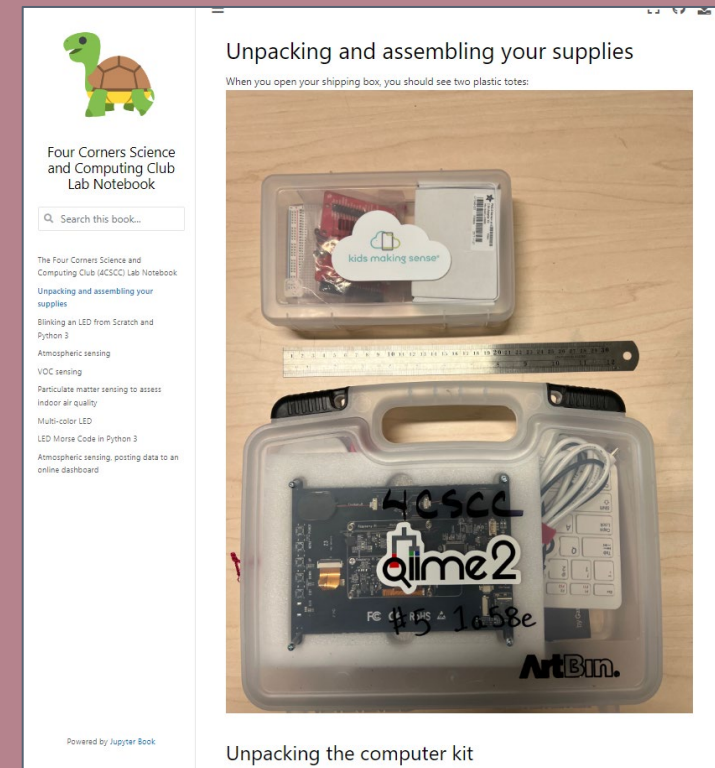 Four Corners Science
and Computing Club
Lab Notebook
Search this book...
The Four Corners Science and
Computing Club (4CSCC) Lab Notebook
Unpacking and assembling your
supplies
Blinking an LED from Scratch and
Python 3
Atmospheric sensing
VOC sensing
Particulate matter sensing to assess
indoor air quality
Multi-color LED
LED Morse Code in Python 3
Atmospheric sensing, posting data to an
online dashboard
Powered by Jupyter Book
Unpacking and assembling your supplies
When you open your shipping box, you should see two plastic totes:
kids making sense®
4CSCC
qiime2
FC
RoHS
#5 1a58e
ArtBin.
Unpacking the computer kit